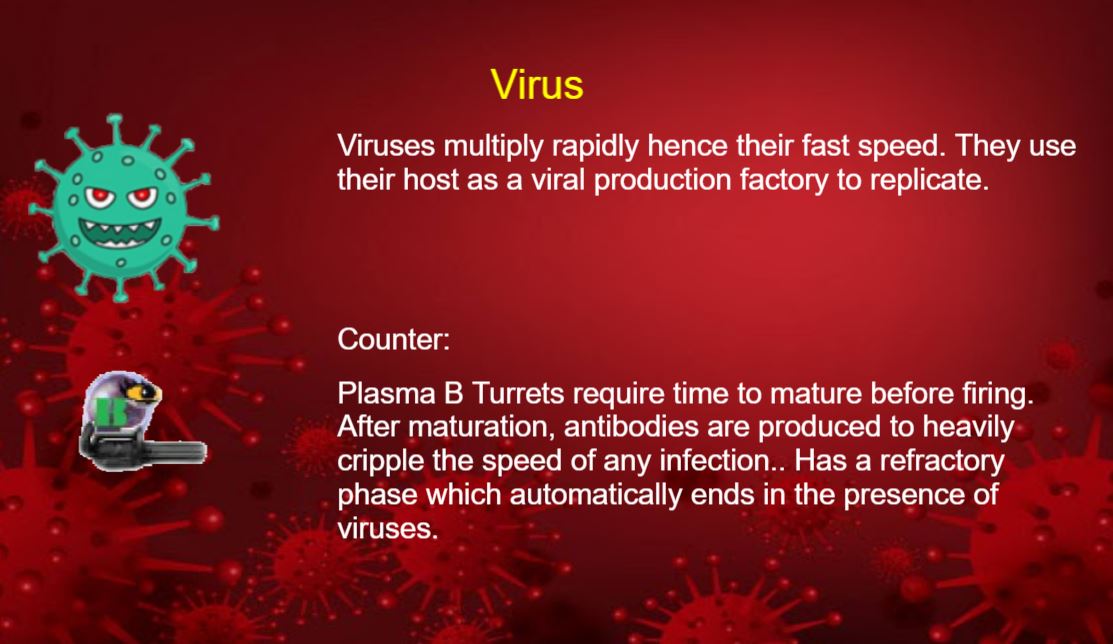 Virus
Viruses multiply rapidly hence their fast speed. They use
their host as a viral production factory to replicate.
Counter:
Plasma B Turrets require time to mature before firing.
After maturation, antibodies are produced to heavily
cripple the speed of any infection.. Has a refractory
phase which automatically ends in the presence of
viruses.
B